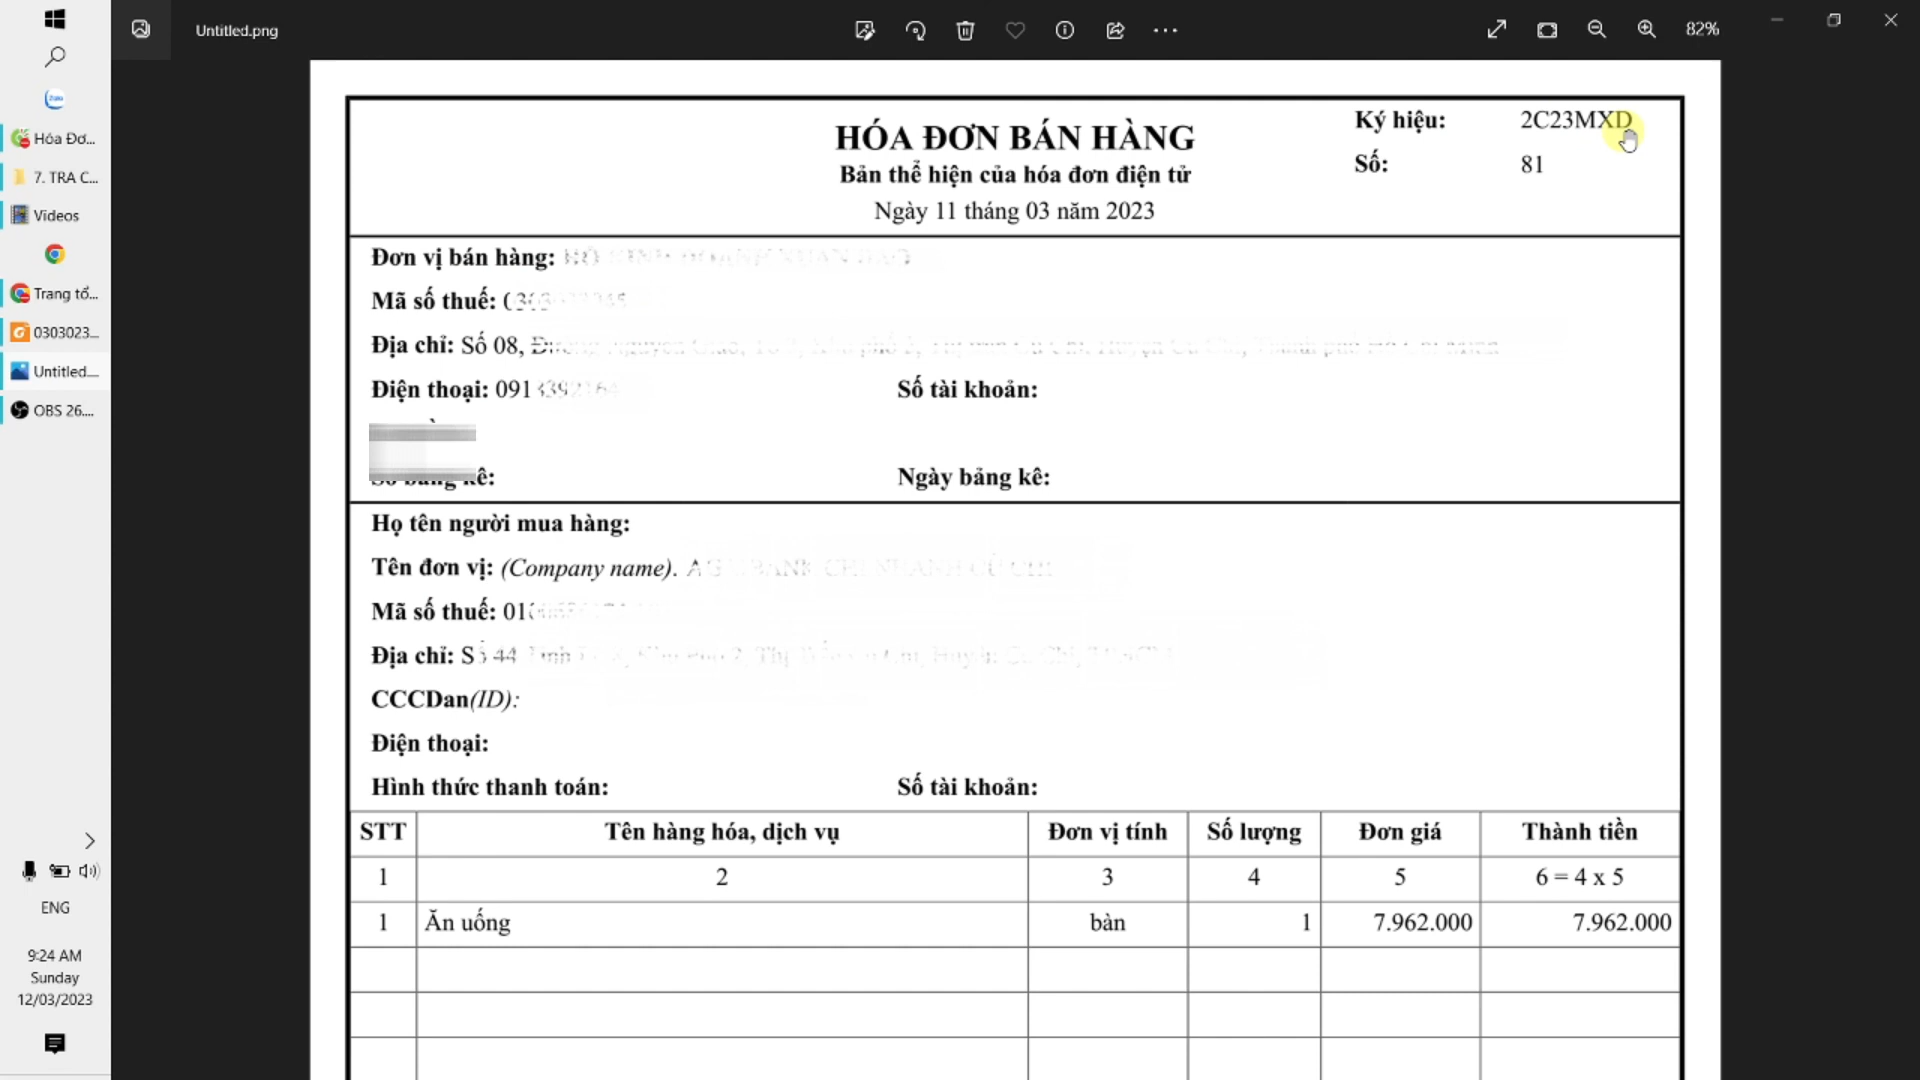 Untitled.png
82%
Hóa Đơ...
7. TRA C...
Videos
Trang tổ...
0303023...
Untitled....
OBS 26....
ENG
9:24 AM
Sunday
12/03/2023
HÓA ĐƠN BÁN HÀNG
Bản thể hiện của hóa đơn điện tử
Ngày 11 tháng 03 năm 2023
Ký hiệu: 2C23MXD
Số: 81
Đơn vị bán hàng:
Mã số thuế:
Địa chỉ: Số 08,
Điện thoại: 091
Số tài khoản:
Ngày bảng kê:
Họ tên người mua hàng:
Tên đơn vị: (Company name).
Mã số thuế: 01
Địa chỉ:
CCCDan(ID):
Điện thoại:
Hình thức thanh toán: Số tài khoản:
STT Tên hàng hóa, dịch vụ Đơn vị tính Số lượng Đơn giá Thành tiền
1 2 3 4 5 6 = 4 x 5
1 Ăn uống bàn 1 7.962.000 7.962.000